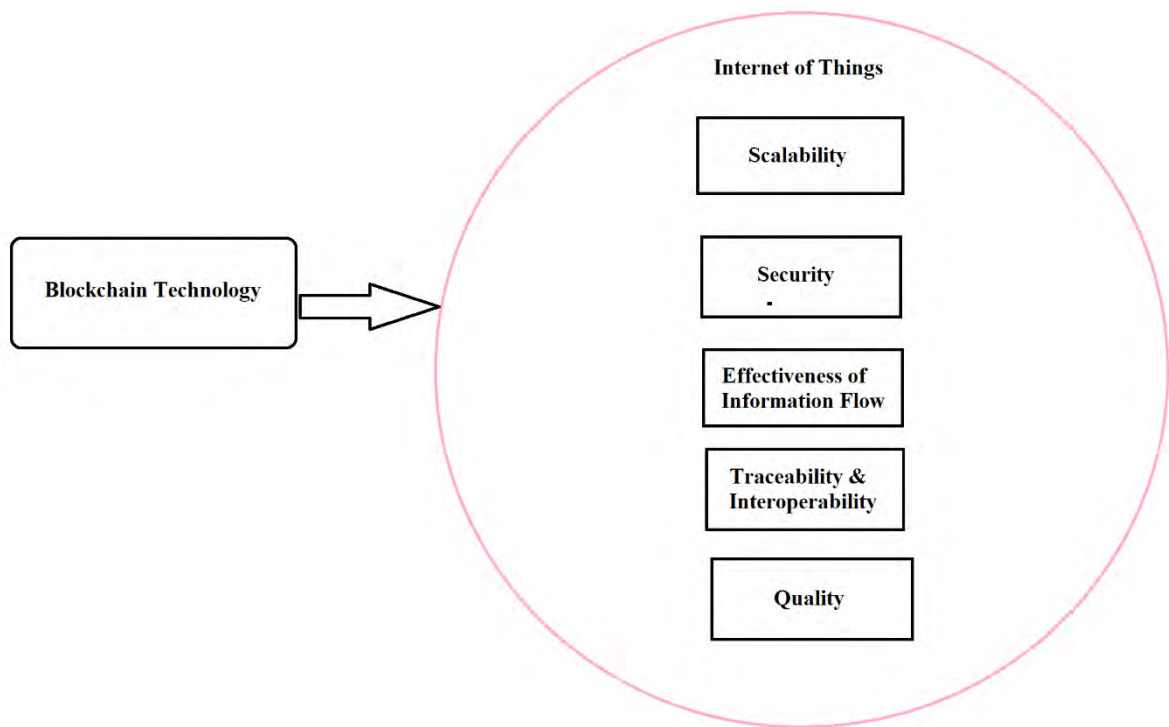 Internet of Things
Scalability
Security
Blockchain Technology
Effectiveness of
Information Flow
Traceability &
Interoperability
Quality